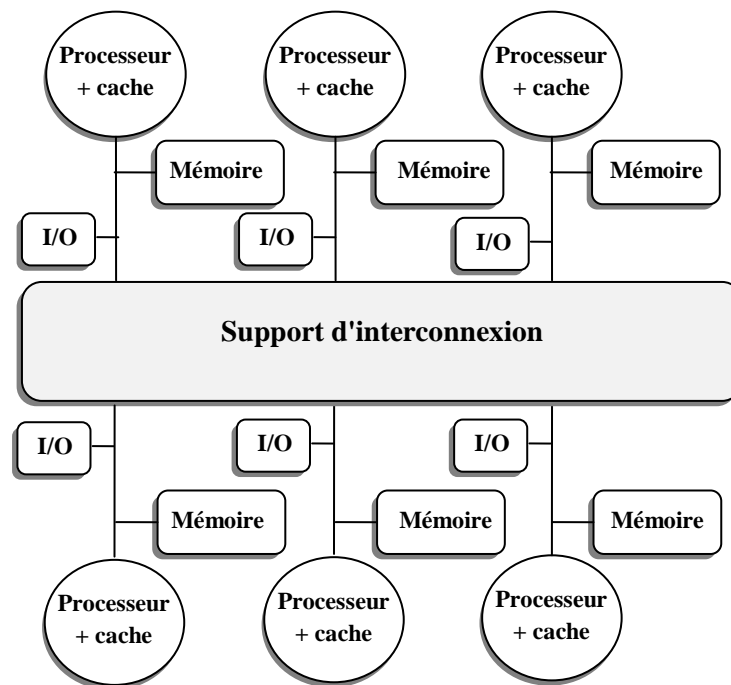 Processeur
+ cache
Processeur
+ cache
Processeur
+ cache
Mémoire
Mémoire
Mémoire
I/O
I/O
I/O
Support d'interconnexion
I/O
I/O
I/O
Mémoire
Mémoire
Mémoire
Processeur
+ cache
Processeur
+ cache
Processeur
+ cache